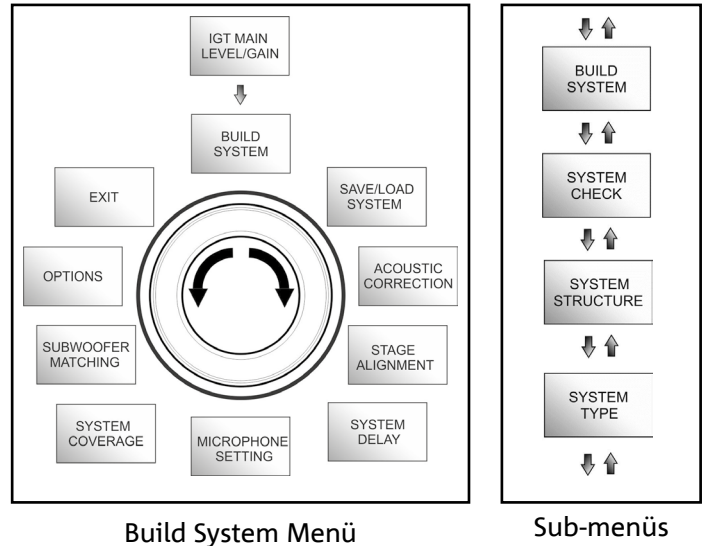 IGT MAIN
LEVEL/GAIN
BUILD
SYSTEM
SAVE/LOAD
SYSTEM
ACOUSTIC
CORRECTION
STAGE
ALIGNMENT
SYSTEM
DELAY
MICROPHONE
SETTING
SYSTEM
COVERAGE
SUBWOOFER
MATCHING
OPTIONS
EXIT
Build System Menü
BUILD
SYSTEM
SYSTEM
CHECK
SYSTEM
STRUCTURE
SYSTEM
TYPE
Sub-menüs